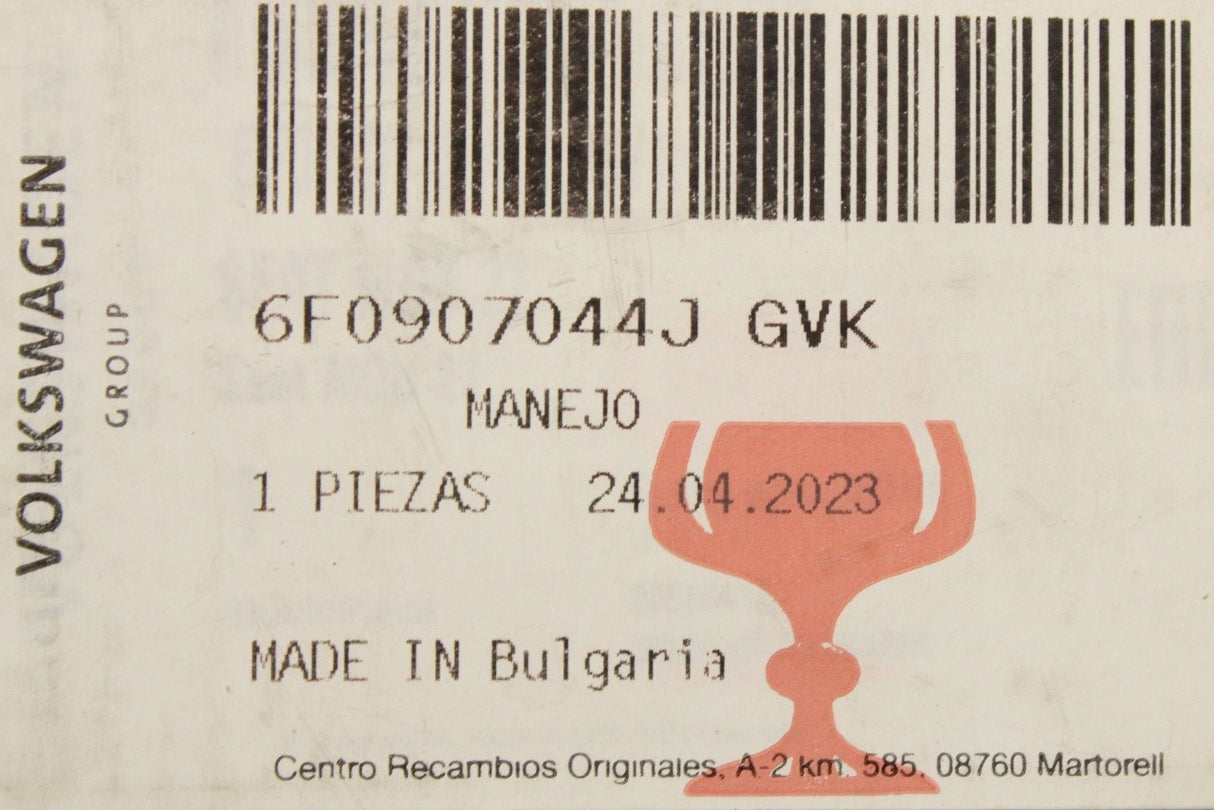 VOLKSWAGEN
GROUP
6F0907044J GVK
MANEJO
1 PIEZAS 24.04.2023
MADE IN Bulgaria
Centro Recambios Originales, A-2 km. 585. 08760 Martorell